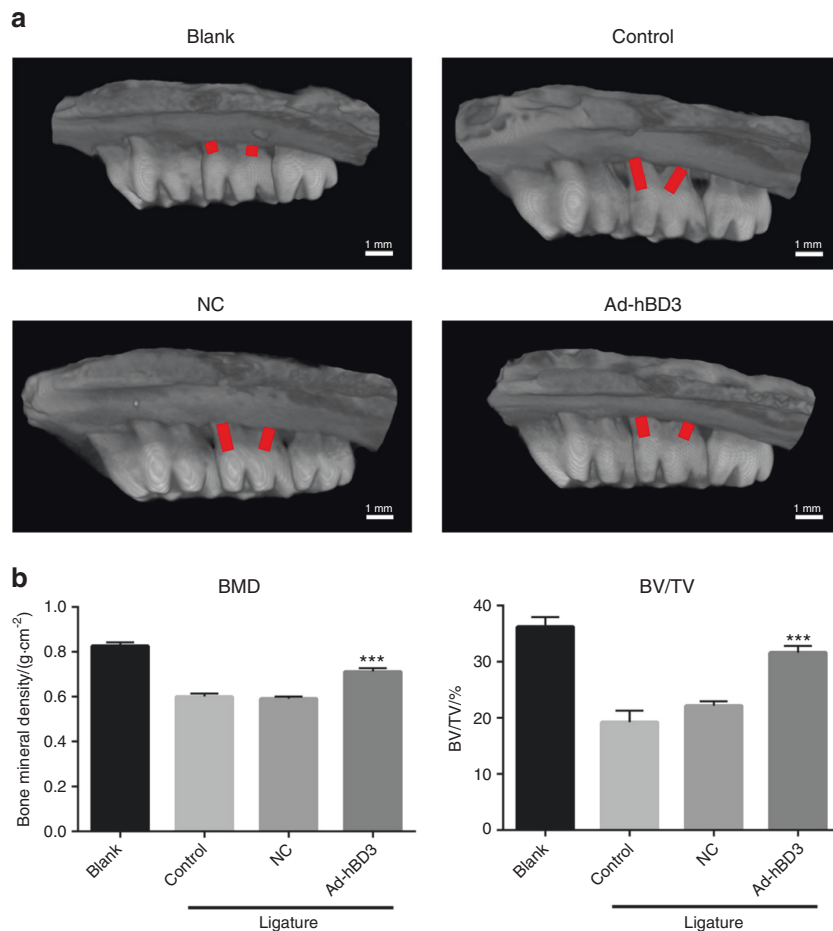 a
Blank
Control
1 mm
1 mm
NC
Ad-hBD3
1 mm
1 mm
b
BMD
Bone mineral density/(g·cm⁻²)
1.0
0.8
0.6
0.4
0.2
0.0
***
Blank
Control
NC
Ad-hBD3
Ligature
BV/TV
BV/TV/%
40
30
20
10
0
***
Blank
Control
NC
Ad-hBD3
Ligature